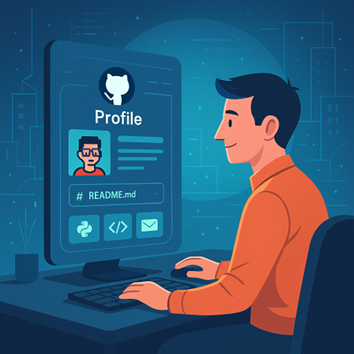 Profile
# README.md
</>